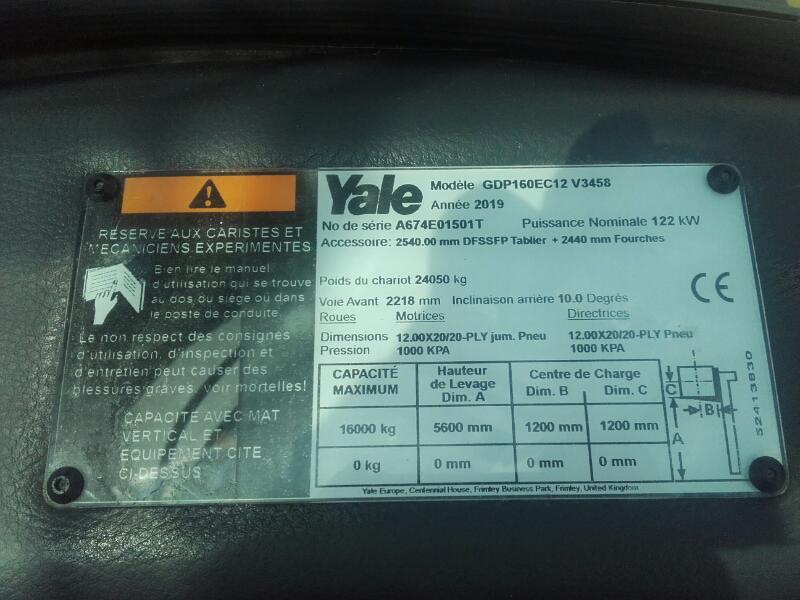 RÉSERVÉ AUX CARISTES ET
MÉCANICIENS EXPÉRIMENTÉS
Bien lire le manuel
d'utilisation qui se trouve
au dos du siège ou dans
le poste de conduite.
Le non respect des consignes
d'utilisation, d'inspection et
d'entretien peut causer des
blessures graves, voir mortelles!
CAPACITÉ AVEC MÂT
VERTICAL ET
ÉQUIPEMENT CITÉ
CI-DESSUS
Yale
Modèle GDP160EC12 V3458
Année 2019
No de série A674E01501T Puissance Nominale 122 kW
Accessoire: 2540.00 mm DFSSFP Tablier + 2440 mm Fourches
Poids du chariot 24050 kg
Voie Avant 2218 mm Inclinaison arrière 10.0 Degrés
Roues Motrices Directrices
Dimensions 12.00X20/20-PLY jum. Pneu 12.00X20/20-PLY Pneu
Pression 1000 KPA 1000 KPA
CE
CAPACITÉ MAXIMUM Hauteur de Levage Dim. A Centre de Charge Dim. B Dim. C
16000 kg 5600 mm 1200 mm 1200 mm
0 kg 0 mm 0 mm 0 mm
C
B
A
52413830
Yale Europe, Centennial House, Frimley Business Park, Frimley, United Kingdom